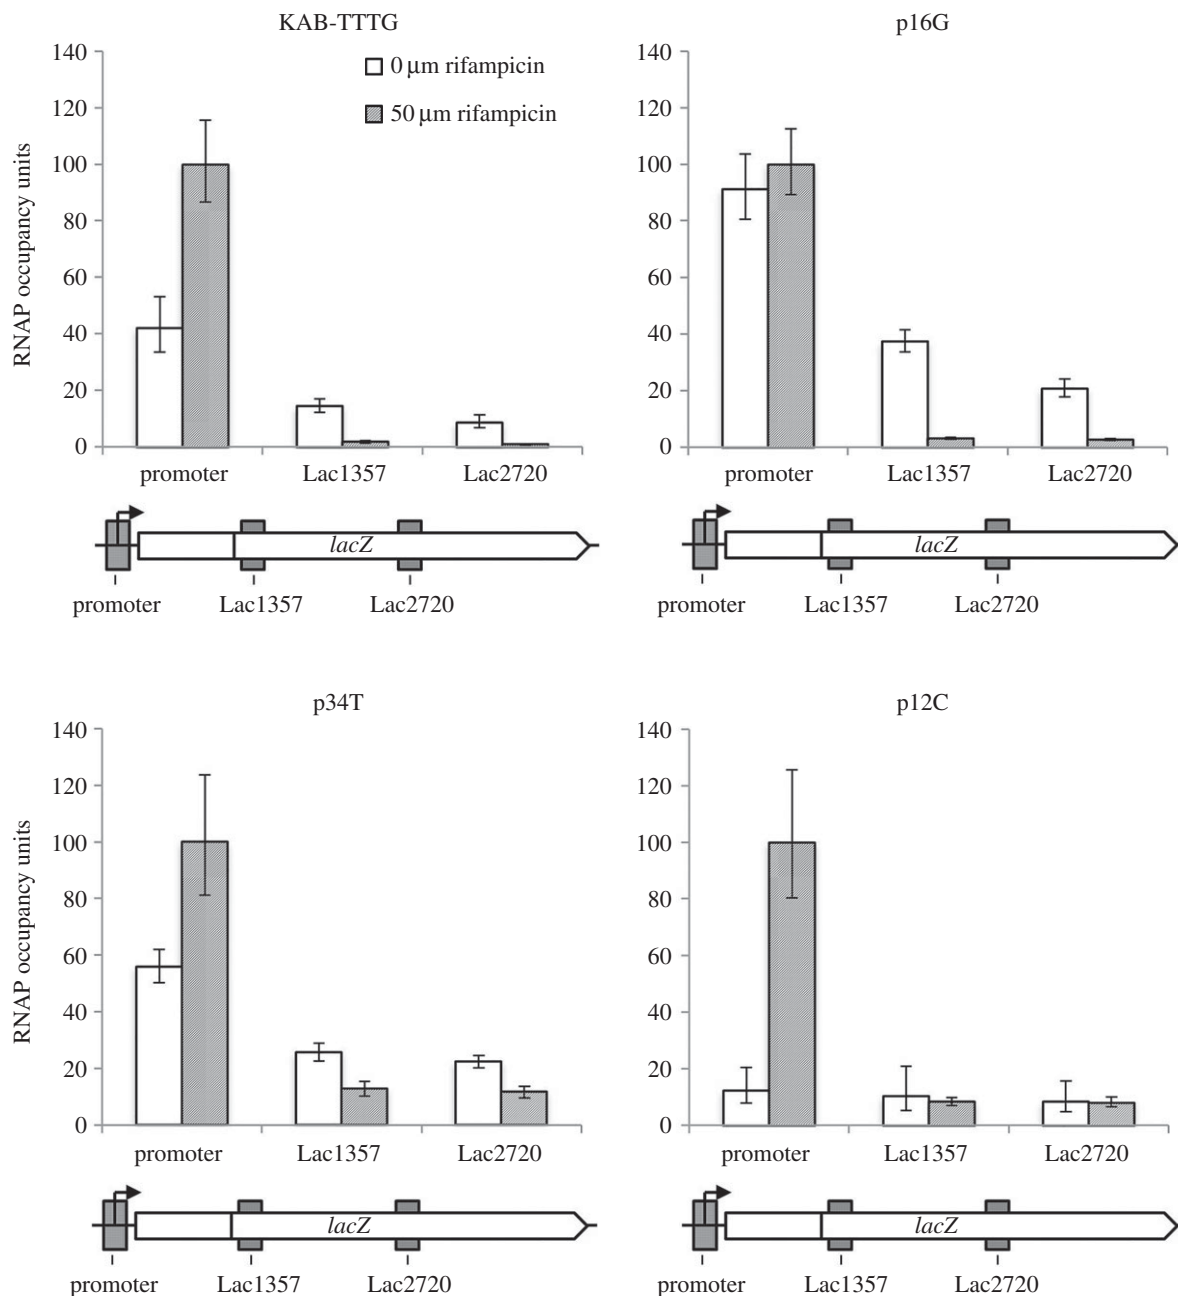 KAB-TTTG
p16G
RNAP occupancy units
140
120
100
80
60
40
20
0
0 µm rifampicin
50 µm rifampicin
promoter Lac1357 Lac2720
lacZ
promoter Lac1357 Lac2720
140
120
100
80
60
40
20
0
promoter Lac1357 Lac2720
lacZ
promoter Lac1357 Lac2720
p34T
p12C
RNAP occupancy units
140
120
100
80
60
40
20
0
promoter Lac1357 Lac2720
lacZ
promoter Lac1357 Lac2720
140
120
100
80
60
40
20
0
promoter Lac1357 Lac2720
lacZ
promoter Lac1357 Lac2720